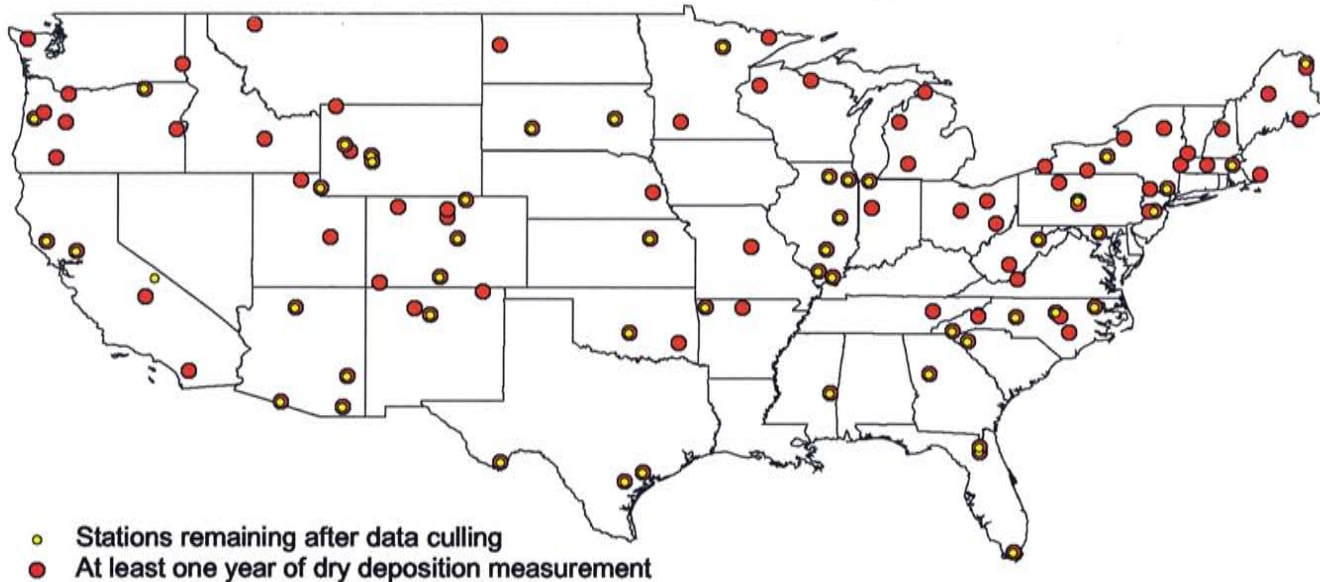 Stations remaining after data culling
At least one year of dry deposition measurement